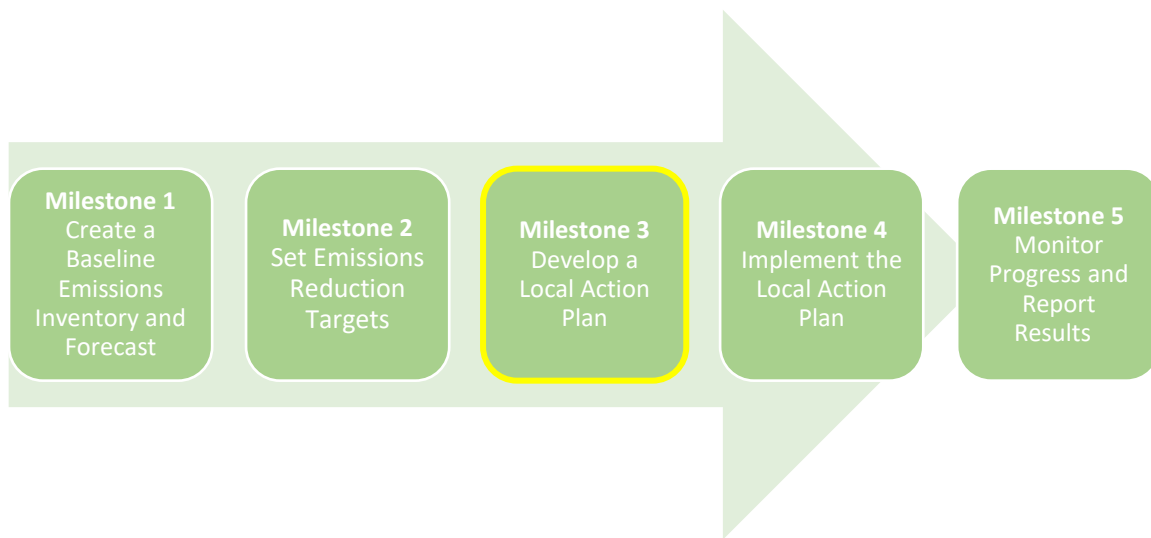 Milestone 1
Create a
Baseline
Emissions
Inventory and
Forecast
Milestone 2
Set Emissions
Reduction
Targets
Milestone 3
Develop a
Local Action
Plan
Milestone 4
Implement the
Local Action
Plan
Milestone 5
Monitor
Progress and
Report
Results